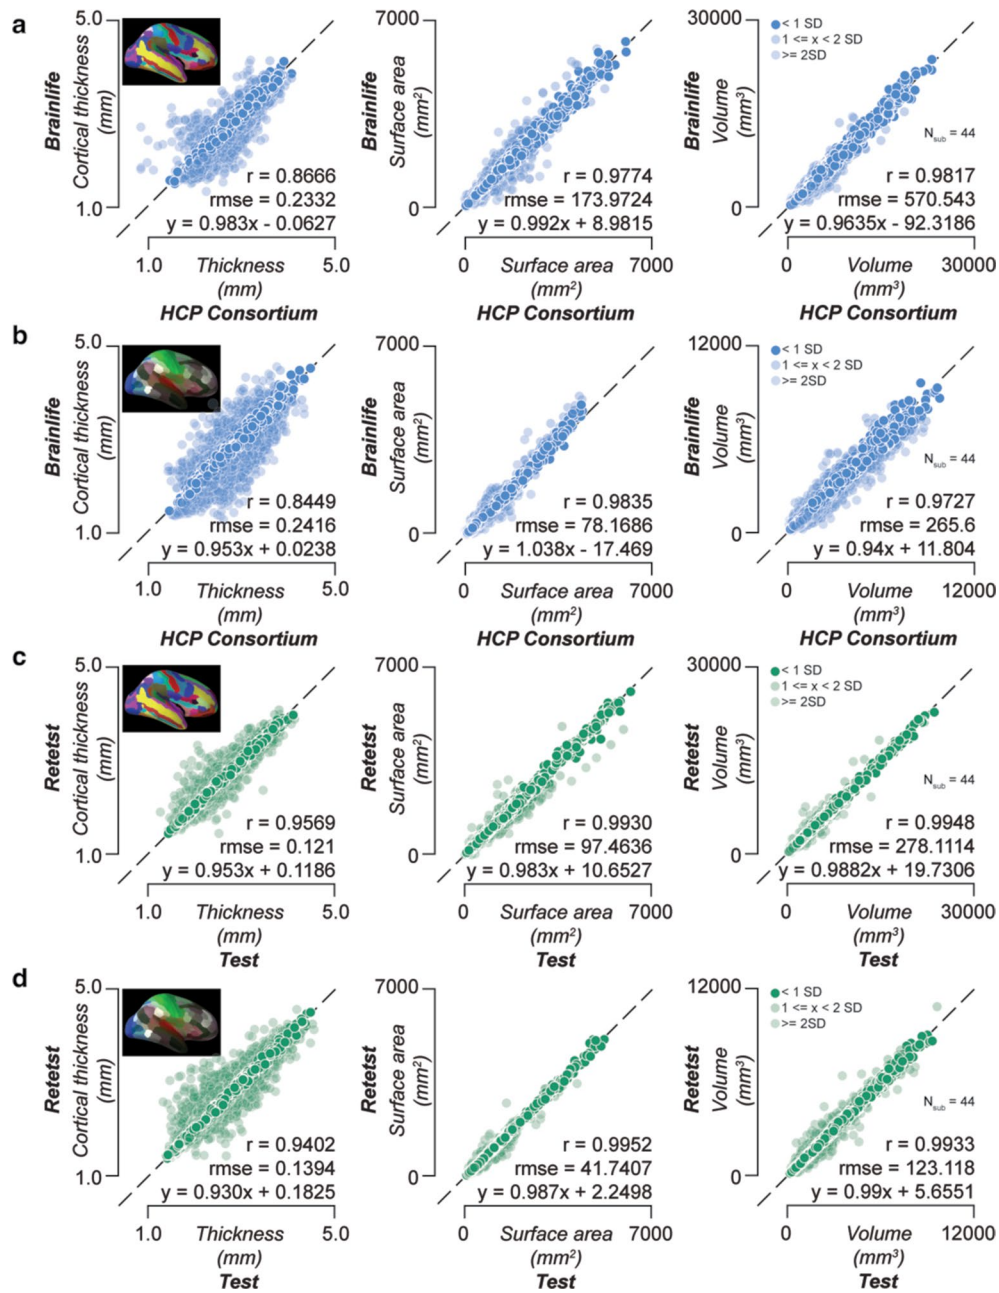 a
5.0
Brainlife
Cortical thickness
(mm)
1.0
r = 0.8666
rmse = 0.2332
y = 0.983x - 0.0627
1.0
Thickness
(mm)
5.0
HCP Consortium
7000
Brainlife
Surface area
(mm²)
0
r = 0.9774
rmse = 173.9724
y = 0.992x + 8.9815
0
Surface area
(mm²)
7000
HCP Consortium
30000
Brainlife
Volume
(mm³)
0
< 1 SD
1 <= x < 2 SD
>= 2SD
Nsub = 44
r = 0.9817
rmse = 570.543
y = 0.9635x - 92.3186
0
Volume
(mm³)
30000
HCP Consortium
b
5.0
Brainlife
Cortical thickness
(mm)
1.0
r = 0.8449
rmse = 0.2416
y = 0.953x + 0.0238
1.0
Thickness
(mm)
5.0
HCP Consortium
7000
Brainlife
Surface area
(mm²)
0
r = 0.9835
rmse = 78.1686
y = 1.038x - 17.469
0
Surface area
(mm²)
7000
HCP Consortium
12000
Brainlife
Volume
(mm³)
0
< 1 SD
1 <= x < 2 SD
>= 2SD
Nsub = 44
r = 0.9727
rmse = 265.6
y = 0.94x + 11.804
0
Volume
(mm³)
12000
HCP Consortium
c
5.0
Retetst
Cortical thickness
(mm)
1.0
r = 0.9569
rmse = 0.121
y = 0.953x + 0.1186
1.0
Thickness
(mm)
5.0
Test
7000
Retetst
Surface area
(mm²)
0
r = 0.9930
rmse = 97.4636
y = 0.983x + 10.6527
0
Surface area
(mm²)
7000
Test
30000
Retetst
Volume
(mm³)
0
< 1 SD
1 <= x < 2 SD
>= 2SD
Nsub = 44
r = 0.9948
rmse = 278.1114
y = 0.9882x + 19.7306
0
Volume
(mm³)
30000
Test
d
5.0
Retetst
Cortical thickness
(mm)
1.0
r = 0.9402
rmse = 0.1394
y = 0.930x + 0.1825
1.0
Thickness
(mm)
5.0
Test
7000
Retetst
Surface area
(mm²)
0
r = 0.9952
rmse = 41.7407
y = 0.987x + 2.2498
0
Surface area
(mm²)
7000
Test
12000
Retetst
Volume
(mm³)
0
< 1 SD
1 <= x < 2 SD
>= 2SD
Nsub = 44
r = 0.9933
rmse = 123.118
y = 0.99x + 5.6551
0
Volume
(mm³)
12000
Test